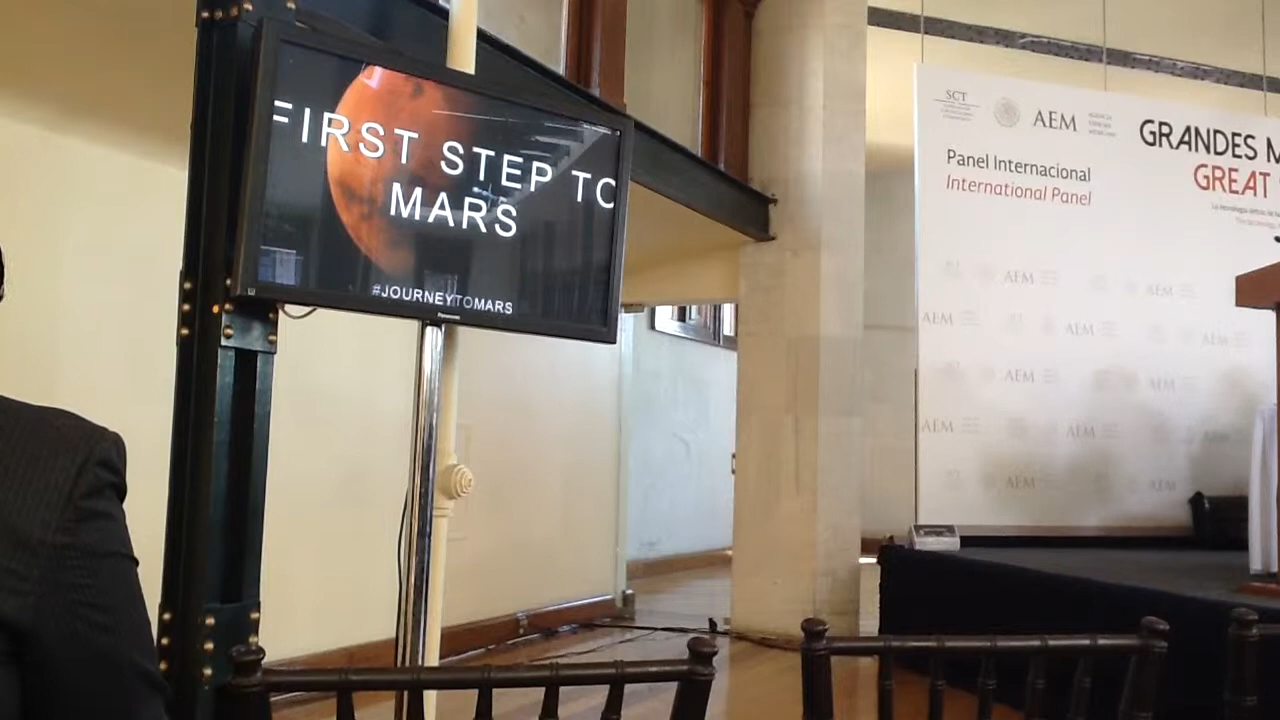 FIRST STEP TO
MARS
#JOURNEYTOMARS
Panasonic
SCT
AEM
Panel Internacional
International Panel
GRANDES M
GREAT
AEM
AEM
AEM
AEM
AEM
AEM
AEM
AEM
AEM
AEM
AEM